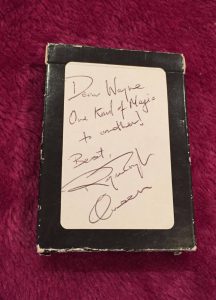 Dear Wayne
One Kind of Magic
to another!
Best,
Queen